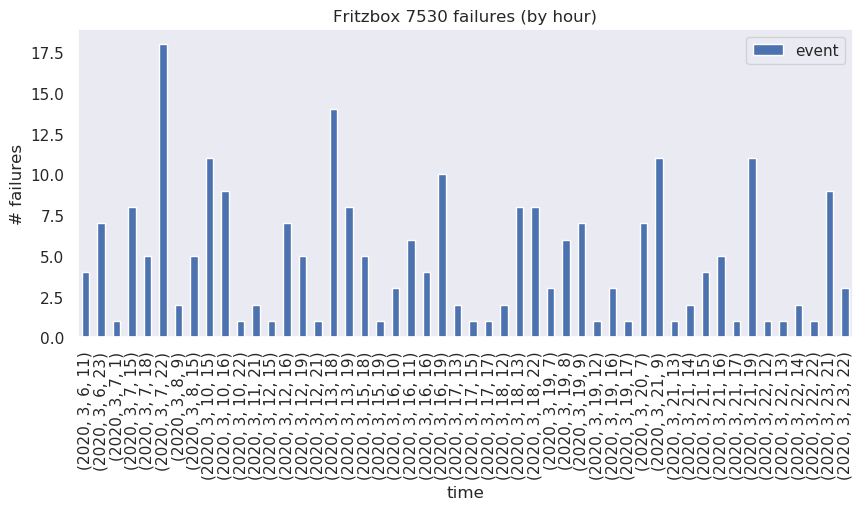 Fritzbox 7530 failures (by hour)
event
# failures
17.5
15.0
12.5
10.0
7.5
5.0
2.5
0.0
(2020, 3, 6, 11)
(2020, 3, 6, 23)
(2020, 3, 7, 1)
(2020, 3, 7, 15)
(2020, 3, 7, 18)
(2020, 3, 7, 22)
(2020, 3, 8, 9)
(2020, 3, 8, 15)
(2020, 3, 10, 15)
(2020, 3, 10, 16)
(2020, 3, 10, 22)
(2020, 3, 11, 21)
(2020, 3, 12, 15)
(2020, 3, 12, 16)
(2020, 3, 12, 19)
(2020, 3, 12, 21)
(2020, 3, 13, 18)
(2020, 3, 13, 19)
(2020, 3, 15, 18)
(2020, 3, 15, 19)
(2020, 3, 16, 10)
(2020, 3, 16, 11)
(2020, 3, 16, 16)
(2020, 3, 16, 19)
(2020, 3, 17, 13)
(2020, 3, 17, 15)
(2020, 3, 17, 17)
(2020, 3, 18, 12)
(2020, 3, 18, 13)
(2020, 3, 18, 22)
(2020, 3, 19, 7)
(2020, 3, 19, 8)
(2020, 3, 19, 9)
(2020, 3, 19, 12)
(2020, 3, 19, 16)
(2020, 3, 19, 17)
(2020, 3, 20, 7)
(2020, 3, 21, 9)
(2020, 3, 21, 13)
(2020, 3, 21, 14)
(2020, 3, 21, 15)
(2020, 3, 21, 16)
(2020, 3, 21, 17)
(2020, 3, 21, 19)
(2020, 3, 22, 12)
(2020, 3, 22, 13)
(2020, 3, 22, 14)
(2020, 3, 22, 22)
(2020, 3, 23, 21)
(2020, 3, 23, 22)
time